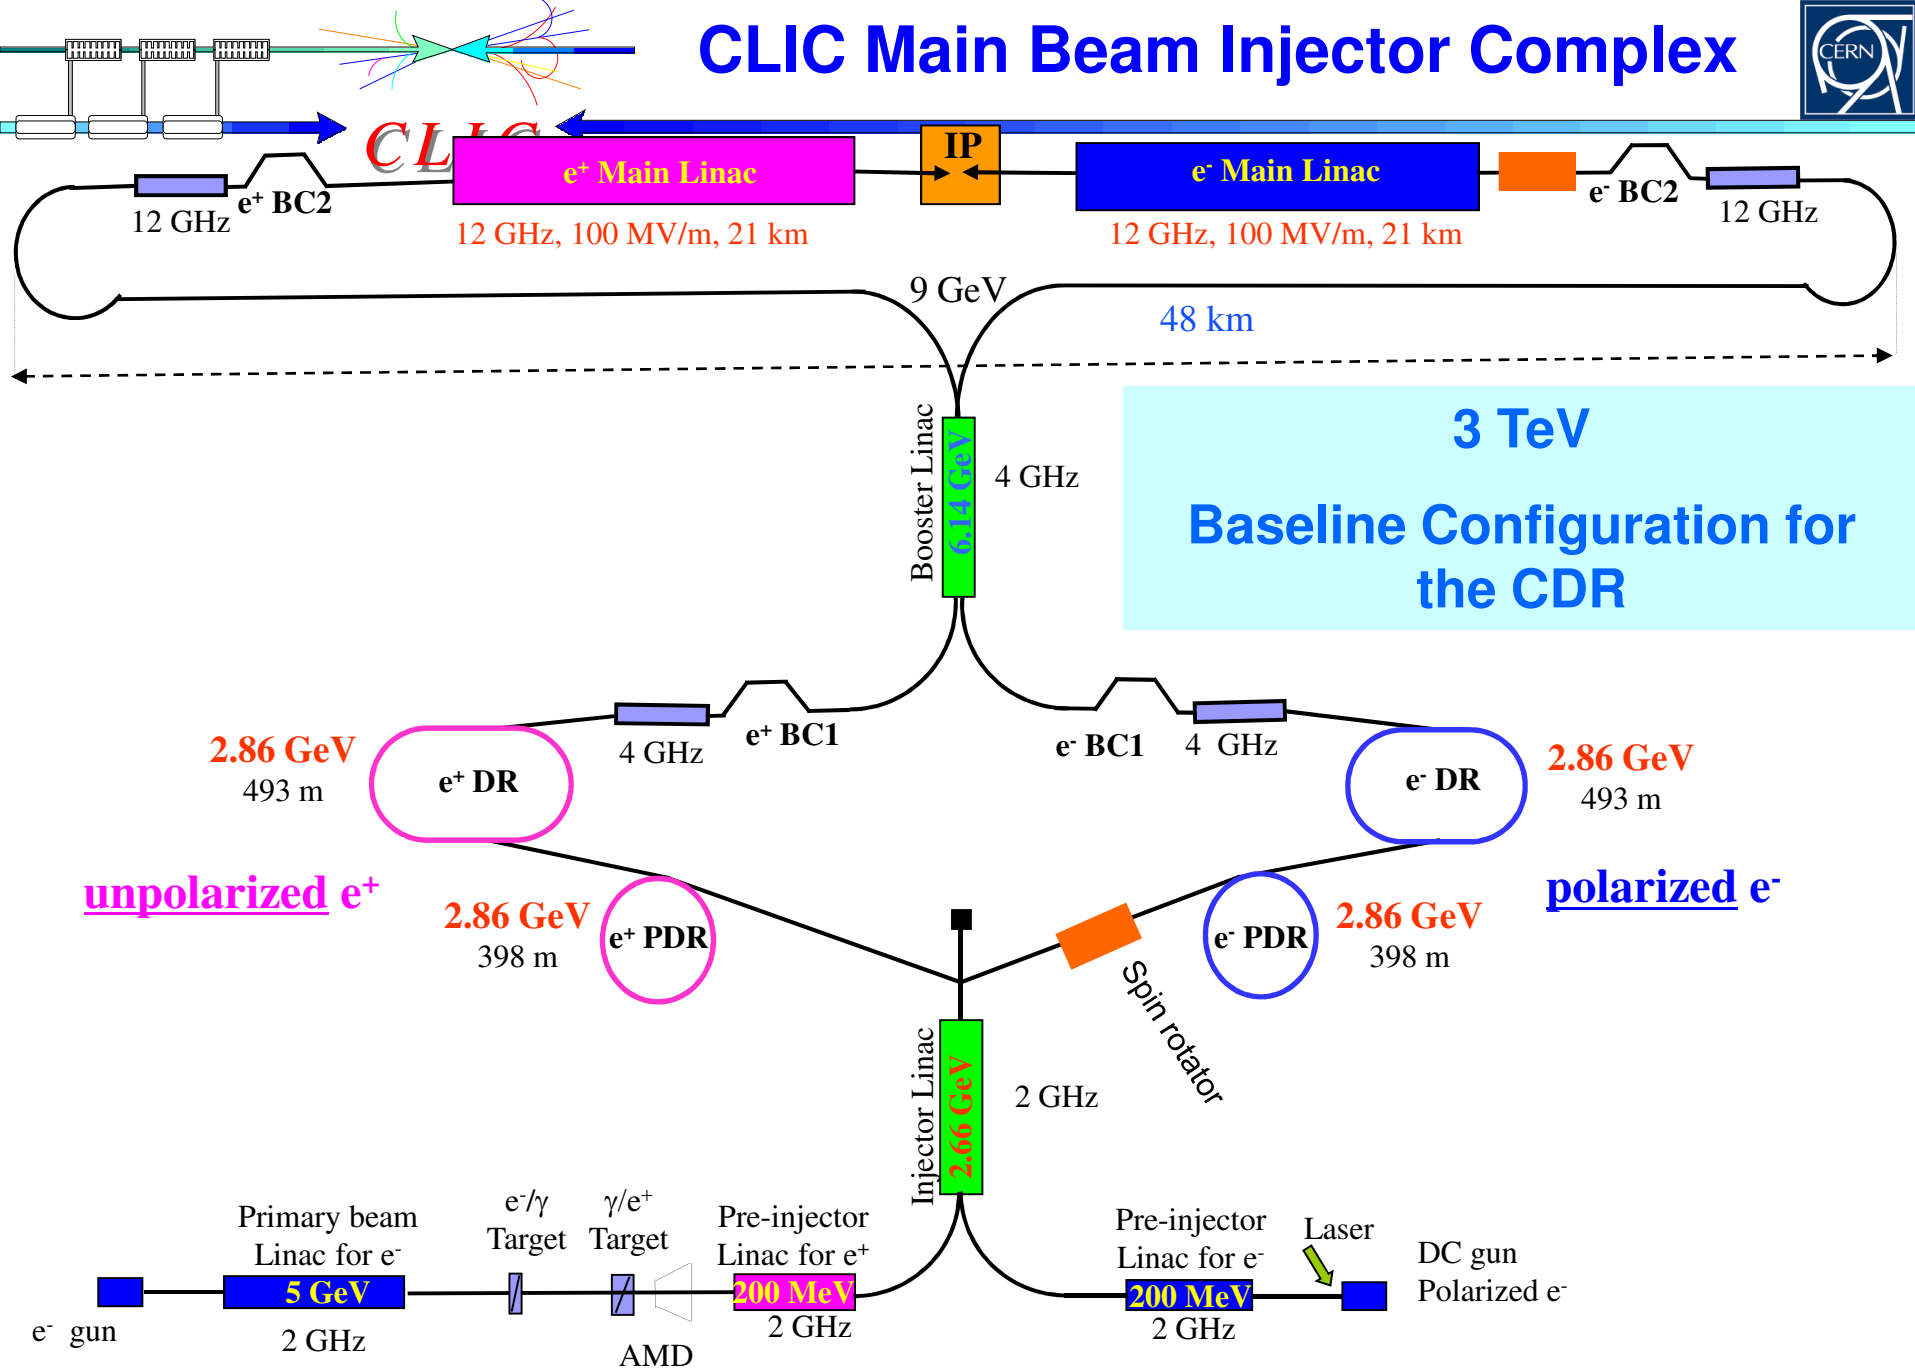 CLIC Main Beam Injector Complex
CERN
CLIC
IP
e⁺ Main Linac
e⁻ Main Linac
12 GHz
e⁺ BC2
e⁻ BC2
12 GHz
12 GHz, 100 MV/m, 21 km
12 GHz, 100 MV/m, 21 km
9 GeV
48 km
3 TeV
Baseline Configuration for
the CDR
Booster Linac
6.14 GeV
4 GHz
4 GHz
e⁺ BC1
e⁻ BC1
4 GHz
2.86 GeV
493 m
e⁺ DR
e⁻ DR
2.86 GeV
493 m
unpolarized e⁺
polarized e⁻
2.86 GeV
398 m
e⁺ PDR
e⁻ PDR
2.86 GeV
398 m
Spin rotator
Injector Linac
2.66 GeV
2 GHz
Primary beam
Linac for e⁻
5 GeV
2 GHz
e⁻ gun
e⁻/γ
Target
γ/e⁺
Target
AMD
Pre-injector
Linac for e⁺
200 MeV
2 GHz
Pre-injector
Linac for e⁻
200 MeV
2 GHz
Laser
DC gun
Polarized e⁻